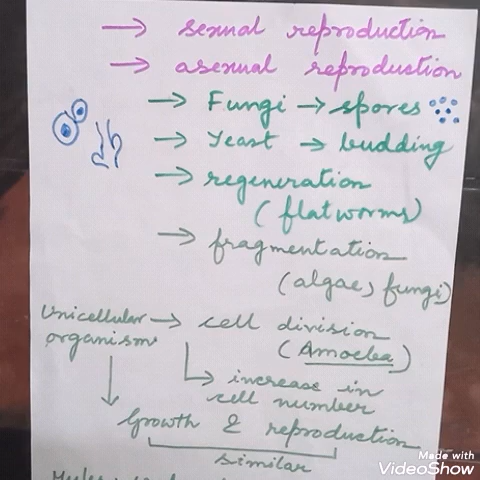 → sexual reproduction
→ asexual reproduction
→ Fungi → spores
→ Yeast → budding
→ regeneration
(flatworms)
→ fragmentation
(algae, fungi)
Unicellular → cell division
organisms (Amoeba)
increase in
cell number
Growth & reproduction
similar
Made with
VideoShow